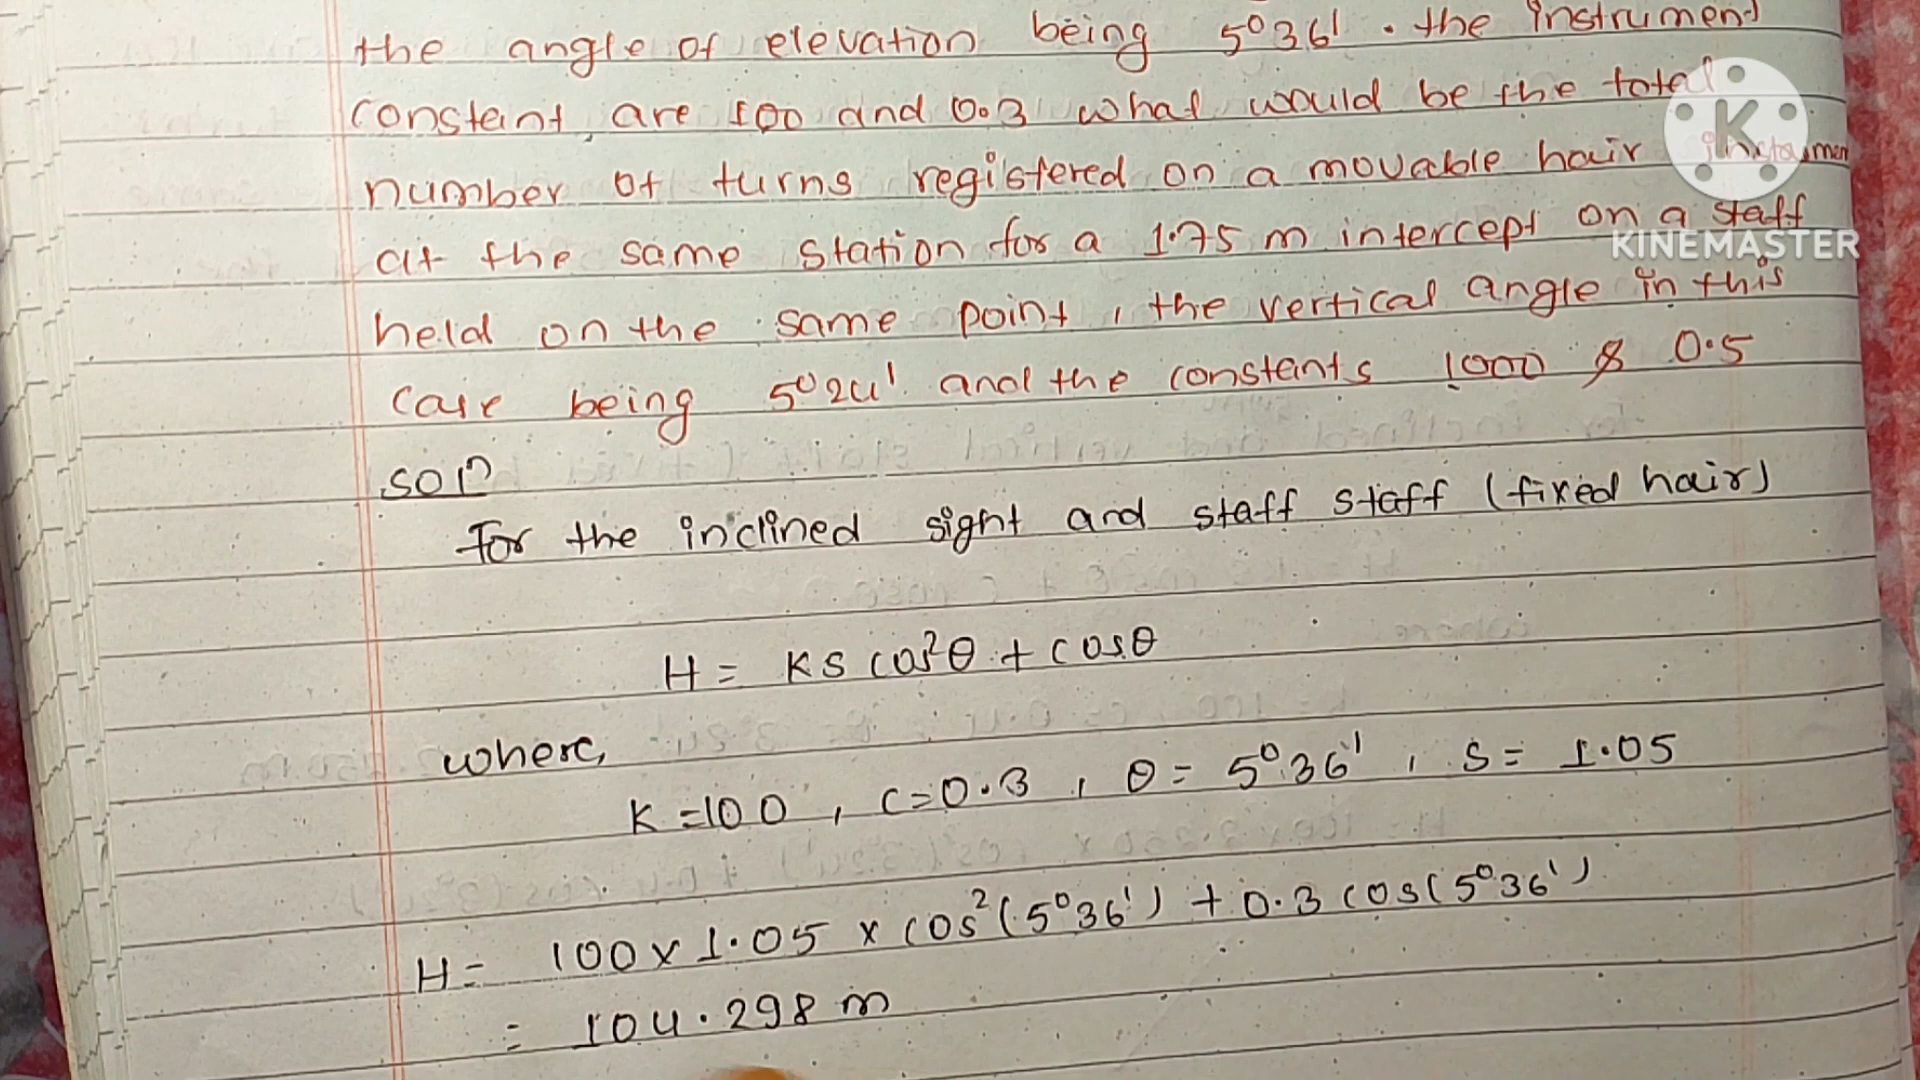 the angle of elevation being 5°36'. the instrument
constant, are 100 and 0.3 what would be the total
number of turns registered on a movable hair
at the same station for a 1.75 m intercept on a staff
held on the same point, the vertical angle in this
case being 5°24' and the constants 1000 & 0.5
Solⁿ
For the inclined sight and staff staff (fixed hair)
H = KS cos²θ + cosθ
where,
K=100, C=0.3, θ= 5°36', S= 1.05
H= 100x1.05 x cos²(5°36') + 0.3 cos(5°36')
= 104.298 m
K
KINEMASTER